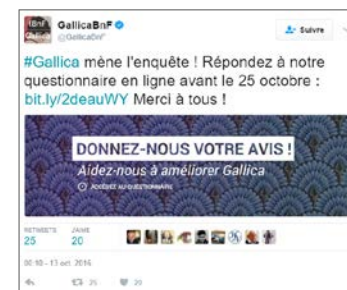 GallicaBnF
@GallicaBnF
Suivre
#Gallica mène l'enquête ! Répondez à notre
questionnaire en ligne avant le 25 octobre :
bit.ly/2deauWY Merci à tous !
DONNEZ-NOUS VOTRE AVIS !
Aidez-nous à améliorer Gallica
ACCÉDEZ AU QUESTIONNAIRE
RETWEETS
J'AIME
25
20
00:10 - 13 oct. 2016
25
20